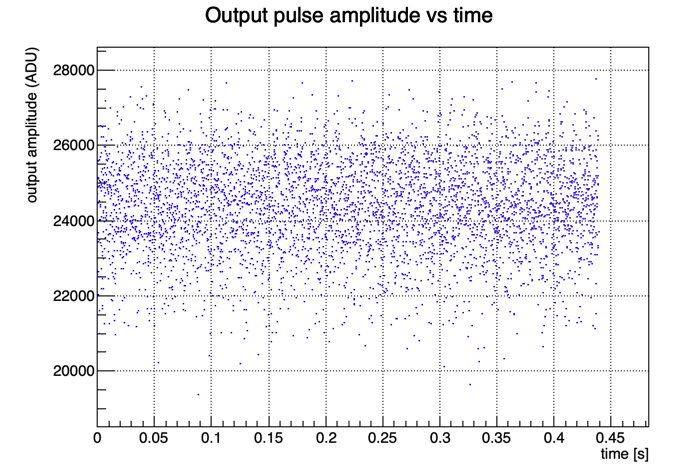 Output pulse amplitude vs time
output amplitude (ADU)
28000
26000
24000
22000
20000
0 0.05 0.1 0.15 0.2 0.25 0.3 0.35 0.4 0.45
time [s]